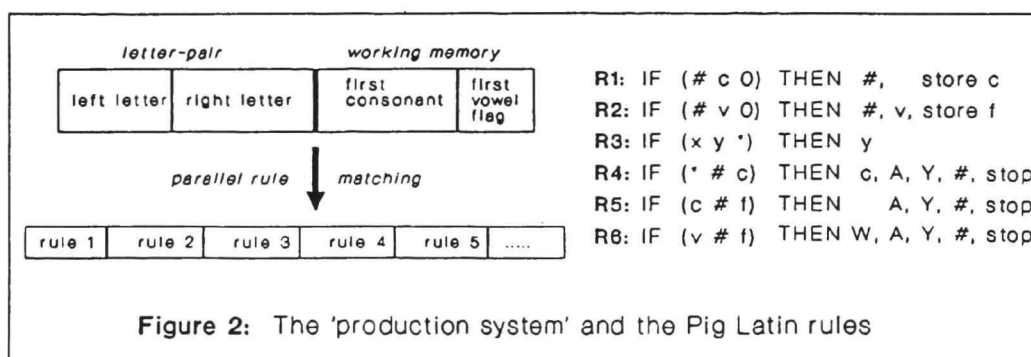 letter-pair working memory
left letter right letter first consonant first vowel flag
parallel rule matching
rule 1 rule 2 rule 3 rule 4 rule 5 .....
R1: IF (# c 0) THEN #, store c
R2: IF (# v 0) THEN #, v, store f
R3: IF (x y *) THEN y
R4: IF (* # c) THEN c, A, Y, #, stop
R5: IF (c # f) THEN A, Y, #, stop
R6: IF (v # f) THEN W, A, Y, #, stop
Figure 2: The 'production system' and the Pig Latin rules